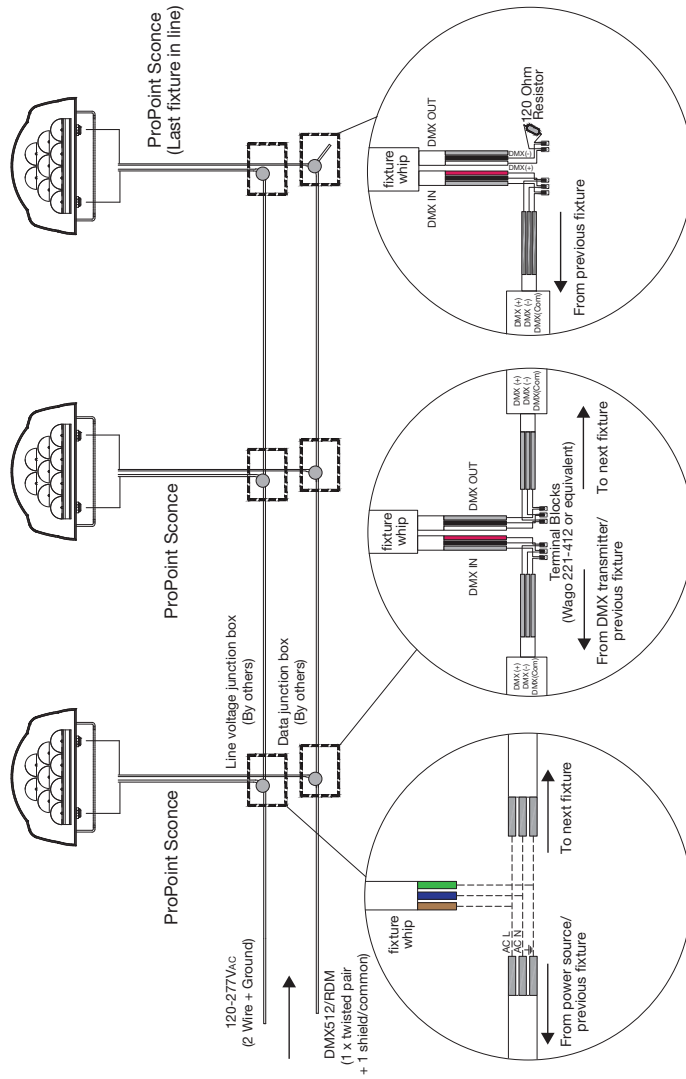 ProPoint Sconce
ProPoint Sconce
ProPoint Sconce
(Last fixture in line)
Line voltage junction box
(By others)
Data junction box
(By others)
120-277VAC
(2 Wire + Ground)
DMX512/RDM
(1 x twisted pair
+ 1 shield/common)
fixture
whip
AC L
AC N
From power source/
previous fixture
To next fixture
fixture
whip
DMX IN
DMX OUT
DMX (+)
DMX (-)
DMX(Com)
DMX (+)
DMX (-)
DMX(Com)
Terminal Blocks
(Wago 221-412 or equivalent)
From DMX transmitter/
previous fixture
To next fixture
fixture
whip
DMX IN
DMX OUT
DMX(-)
DMX(+)
120 Ohm
Resistor
DMX (+)
DMX (-)
DMX(Com)
From previous fixture